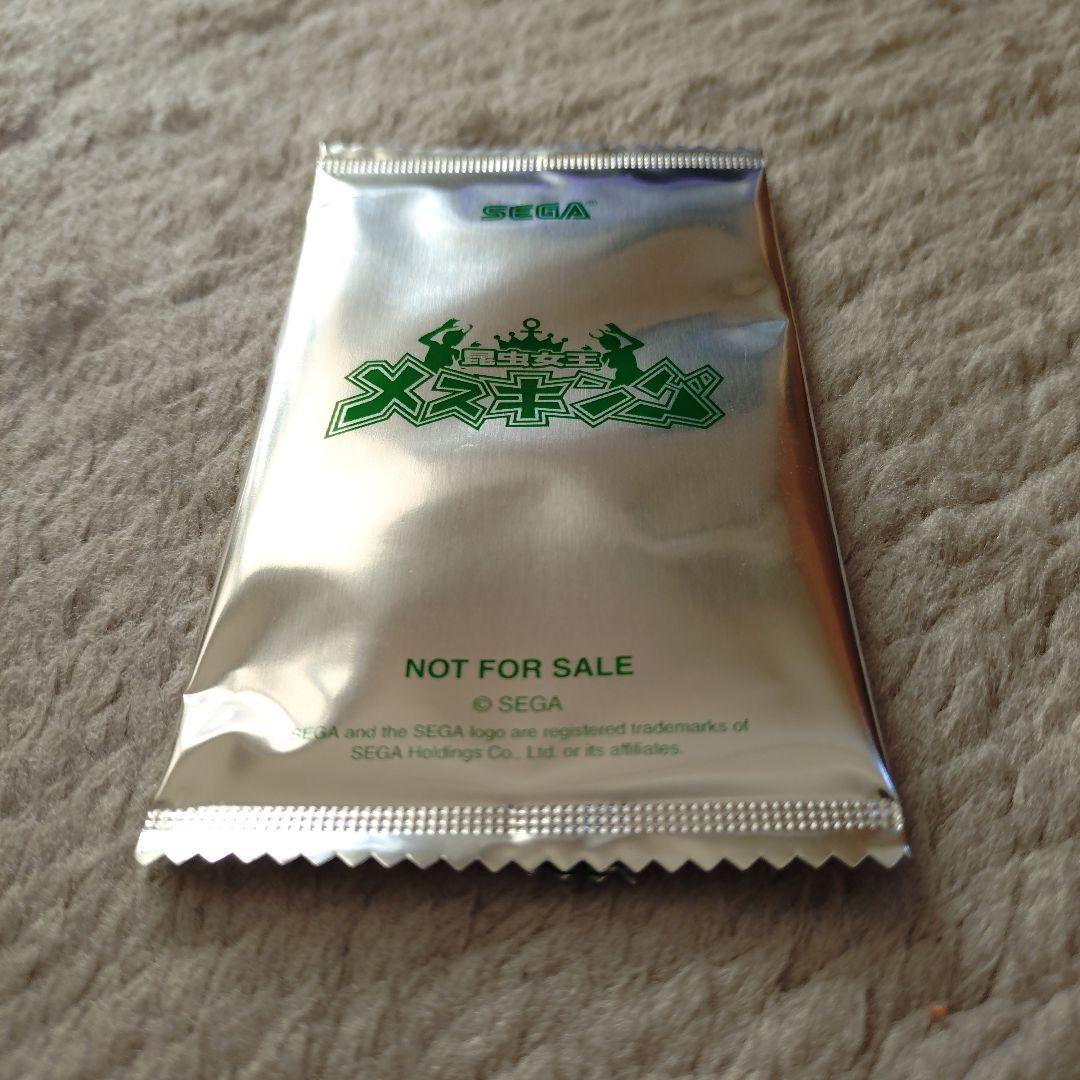 SEGA®
昆虫女王
メスキング
NOT FOR SALE
© SEGA
SEGA and the SEGA logo are registered trademarks of
SEGA Holdings Co., Ltd. or its affiliates.